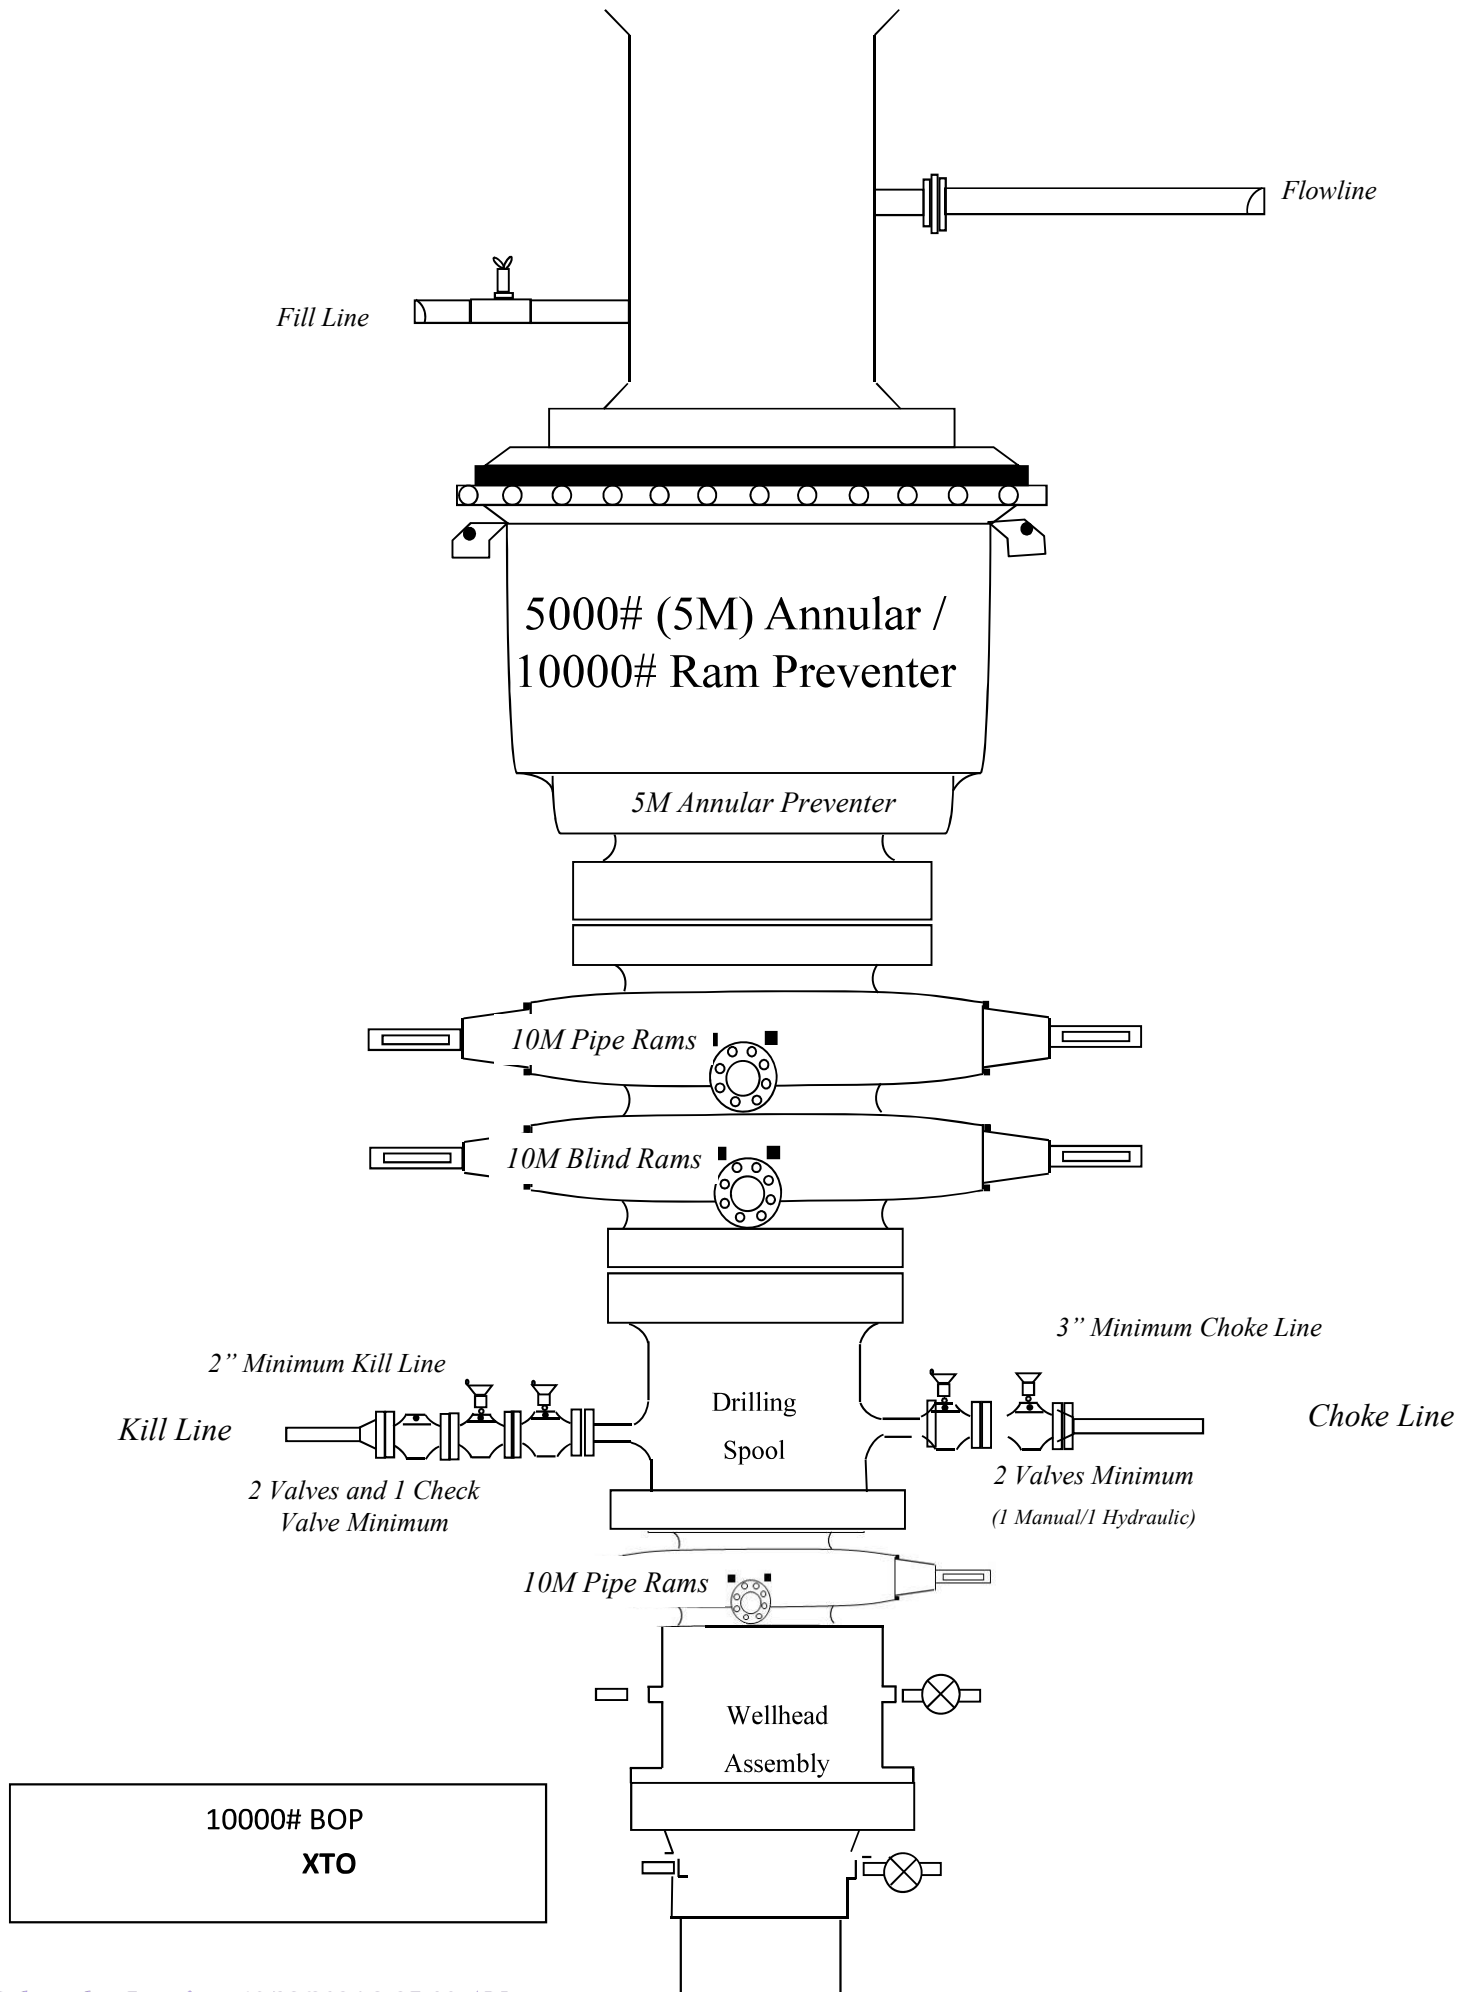 Flowline
Fill Line
5000# (5M) Annular /
10000# Ram Preventer
5M Annular Preventer
10M Pipe Rams
10M Blind Rams
3” Minimum Choke Line
2” Minimum Kill Line
Drilling
Spool
Kill Line
Choke Line
2 Valves and 1 Check
Valve Minimum
2 Valves Minimum
(1 Manual/1 Hydraulic)
10M Pipe Rams
Wellhead
Assembly
10000# BOP
XTO